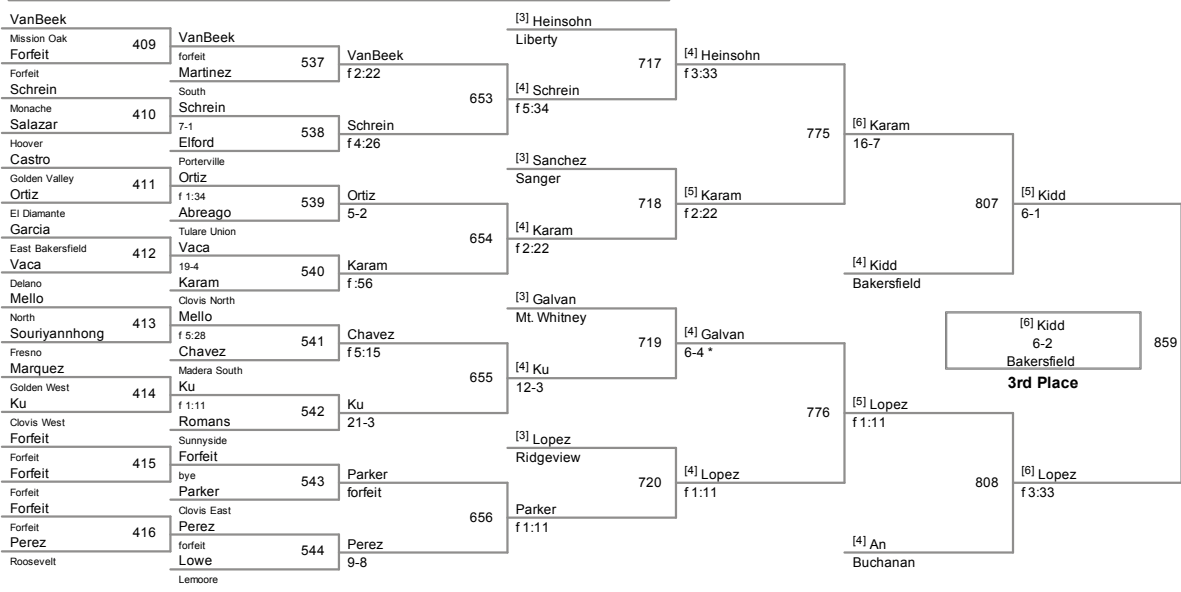 VanBeek
Mission Oak
409
Forfeit
Forfeit
Schrein
Monache
410
Salazar
Hoover
Castro
Golden Valley
411
Ortiz
El Diamante
Garcia
East Bakersfield
412
Vaca
Delano
Mello
North
413
Souriyannhong
Fresno
Marquez
Golden West
414
Ku
Clovis West
Forfeit
Forfeit
415
Forfeit
Forfeit
Forfeit
Forfeit
416
Perez
Roosevelt
VanBeek
forfeit
537
Martinez
South
Schrein
7-1
538
Elford
Porterville
Ortiz
f 1:34
539
Abreago
Tulare Union
Vaca
19-4
540
Karam
Clovis North
Mello
f 5:28
541
Chavez
Madera South
Ku
f 1:11
542
Romans
Sunnyside
Forfeit
bye
543
Parker
Clovis East
Perez
forfeit
544
Lowe
Lemoore
VanBeek
f 2:22
653
Schrein
f 4:26
Ortiz
5-2
654
Karam
f :56
Chavez
f 5:15
655
Ku
21-3
Parker
forfeit
656
Perez
9-8
[3] Heinsohn
Liberty
717
[4] Schrein
f 5:34
[3] Sanchez
Sanger
718
[4] Karam
f 2:22
[3] Galvan
Mt. Whitney
719
[4] Ku
12-3
[3] Lopez
Ridgeview
720
Parker
f 1:11
[4] Heinsohn
f 3:33
775
[5] Karam
f 2:22
[4] Galvan
6-4 *
776
[4] Lopez
f 1:11
[6] Karam
16-7
807
[4] Kidd
Bakersfield
[5] Lopez
f 1:11
808
[4] An
Buchanan
[5] Kidd
6-1
[6] Kidd
6-2
Bakersfield
859
3rd Place
[6] Lopez
f 3:33